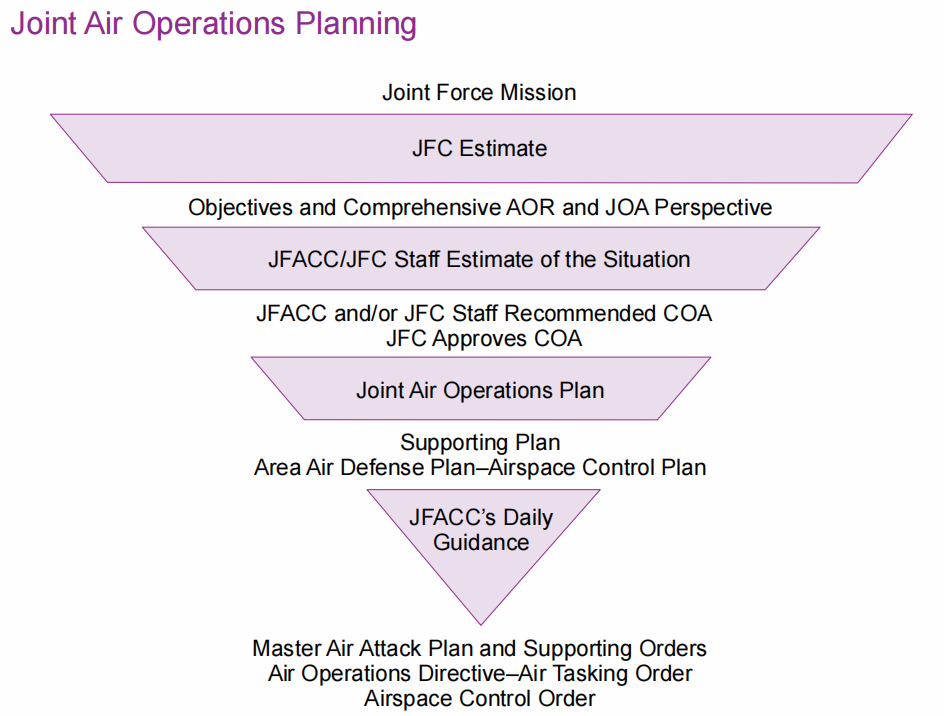 Joint Air Operations Planning
Joint Force Mission
JFC Estimate
Objectives and Comprehensive AOR and JOA Perspective
JFACC/JFC Staff Estimate of the Situation
JFACC and/or JFC Staff Recommended COA
JFC Approves COA
Joint Air Operations Plan
Supporting Plan
Area Air Defense Plan–Airspace Control Plan
JFACC’s Daily
Guidance
Master Air Attack Plan and Supporting Orders
Air Operations Directive–Air Tasking Order
Airspace Control Order